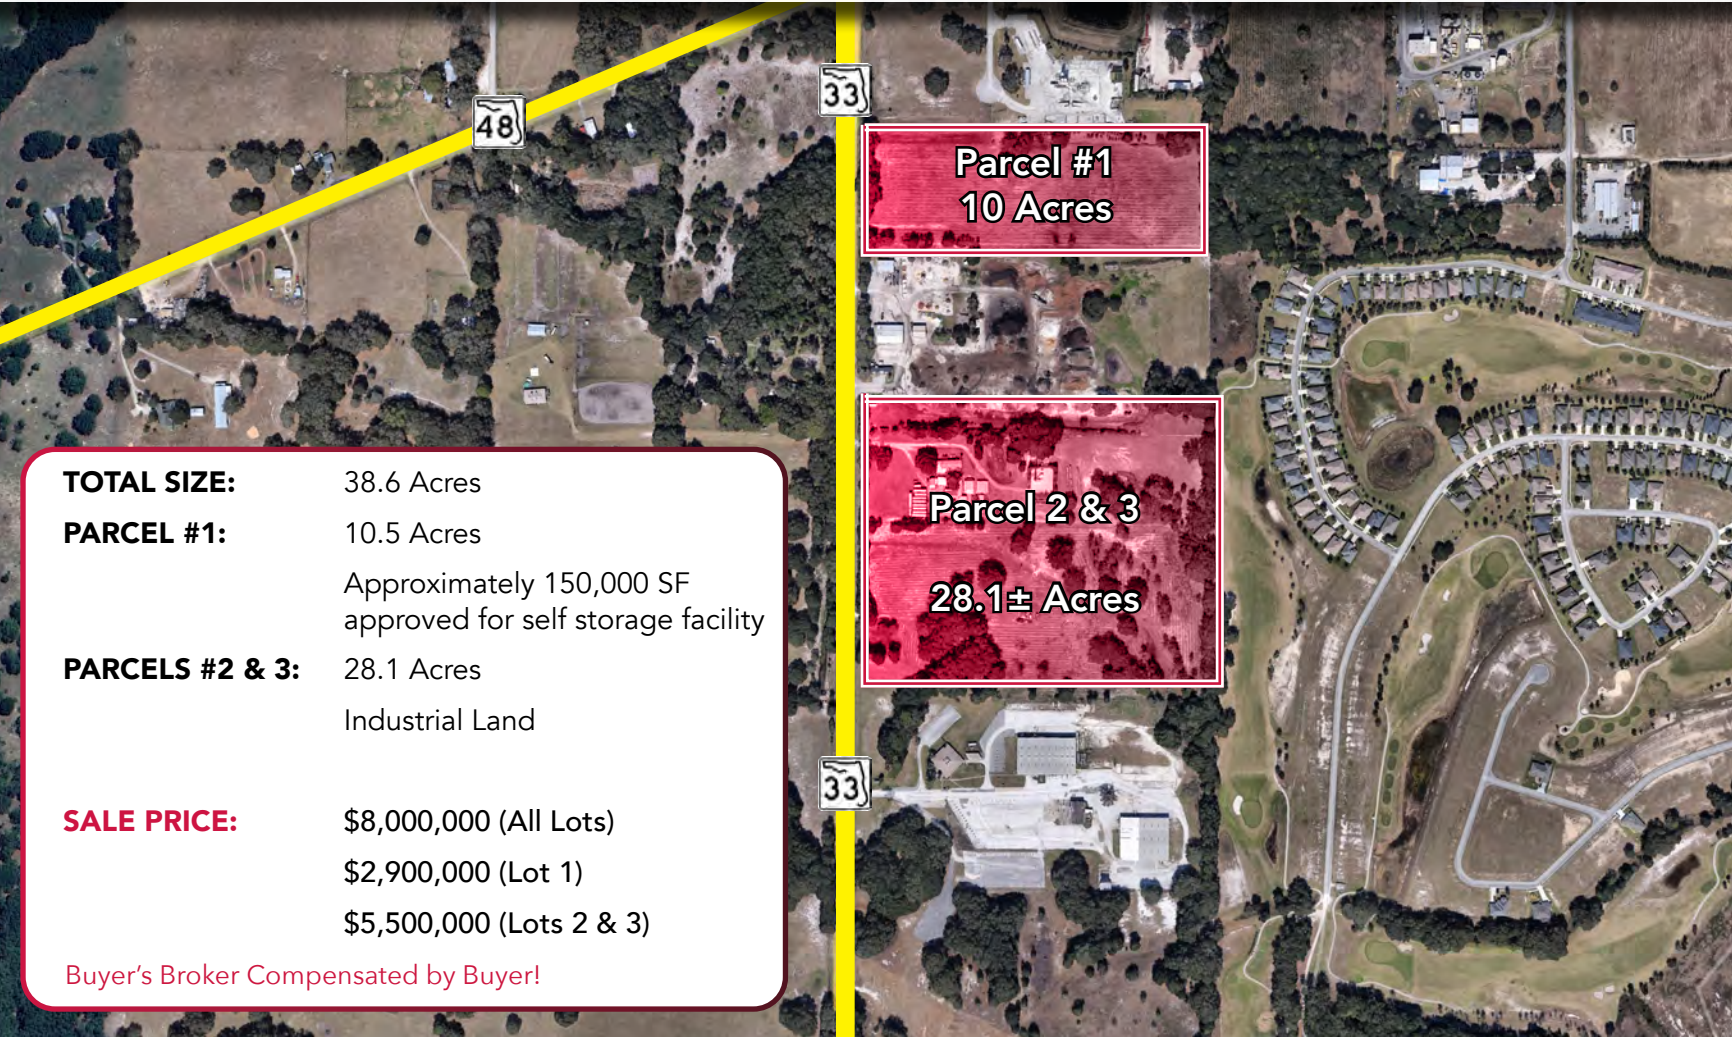 48
33
Parcel #1
10 Acres
Parcel 2 & 3
28.1± Acres
33
TOTAL SIZE: 38.6 Acres
PARCEL #1: 10.5 Acres
Approximately 150,000 SF
approved for self storage facility
PARCELS #2 & 3: 28.1 Acres
Industrial Land
SALE PRICE: $8,000,000 (All Lots)
$2,900,000 (Lot 1)
$5,500,000 (Lots 2 & 3)
Buyer's Broker Compensated by Buyer!